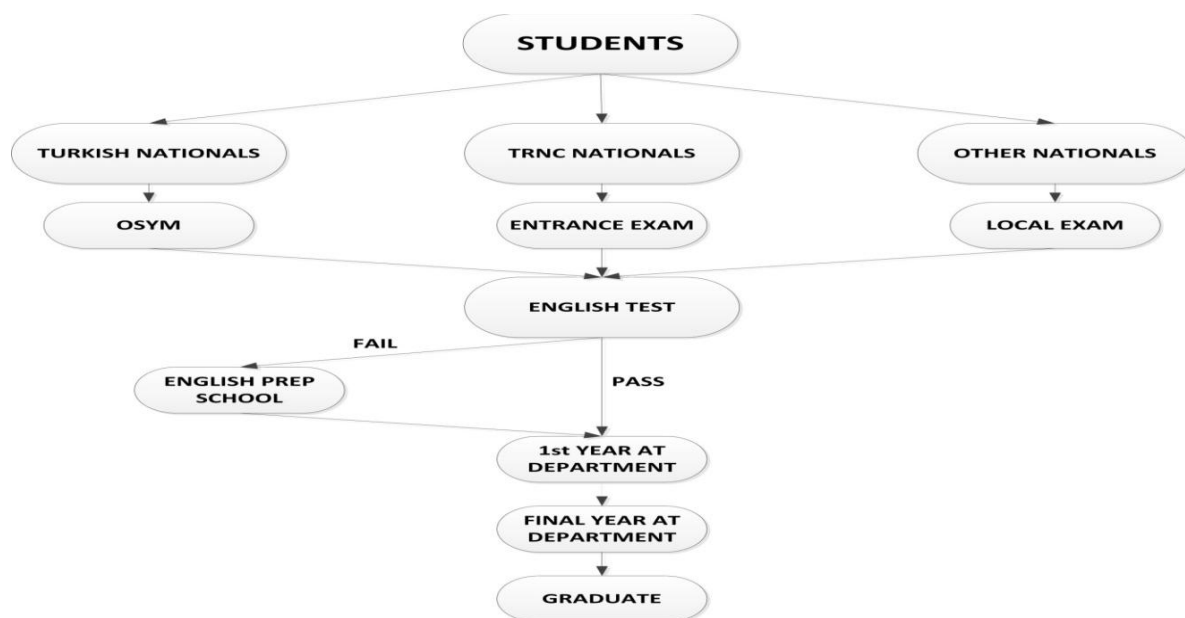 STUDENTS
TURKISH NATIONALS
TRNC NATIONALS
OTHER NATIONALS
OSYM
ENTRANCE EXAM
LOCAL EXAM
ENGLISH TEST
FAIL
PASS
ENGLISH PREP
SCHOOL
1st YEAR AT
DEPARTMENT
FINAL YEAR AT
DEPARTMENT
GRADUATE